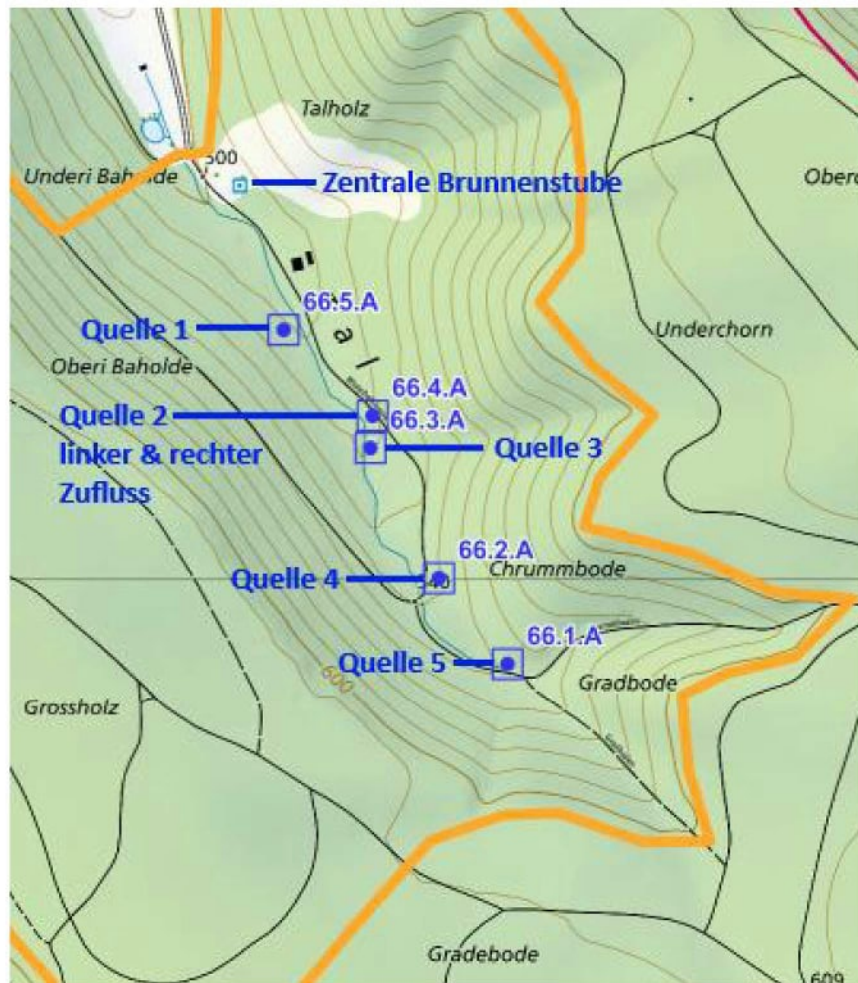 Talholz
500
Underi Baholde
Zentrale Brunnenstube
66.5.A
Quelle 1
a
l
Underchorn
Oberi Baholde
66.4.A
Quelle 2
linker & rechter
Zufluss
66.3.A
Quelle 3
66.2.A
Quelle 4
Chrummbode
66.1.A
Quelle 5
600
Gradbode
Grossholz
Gradebode
609